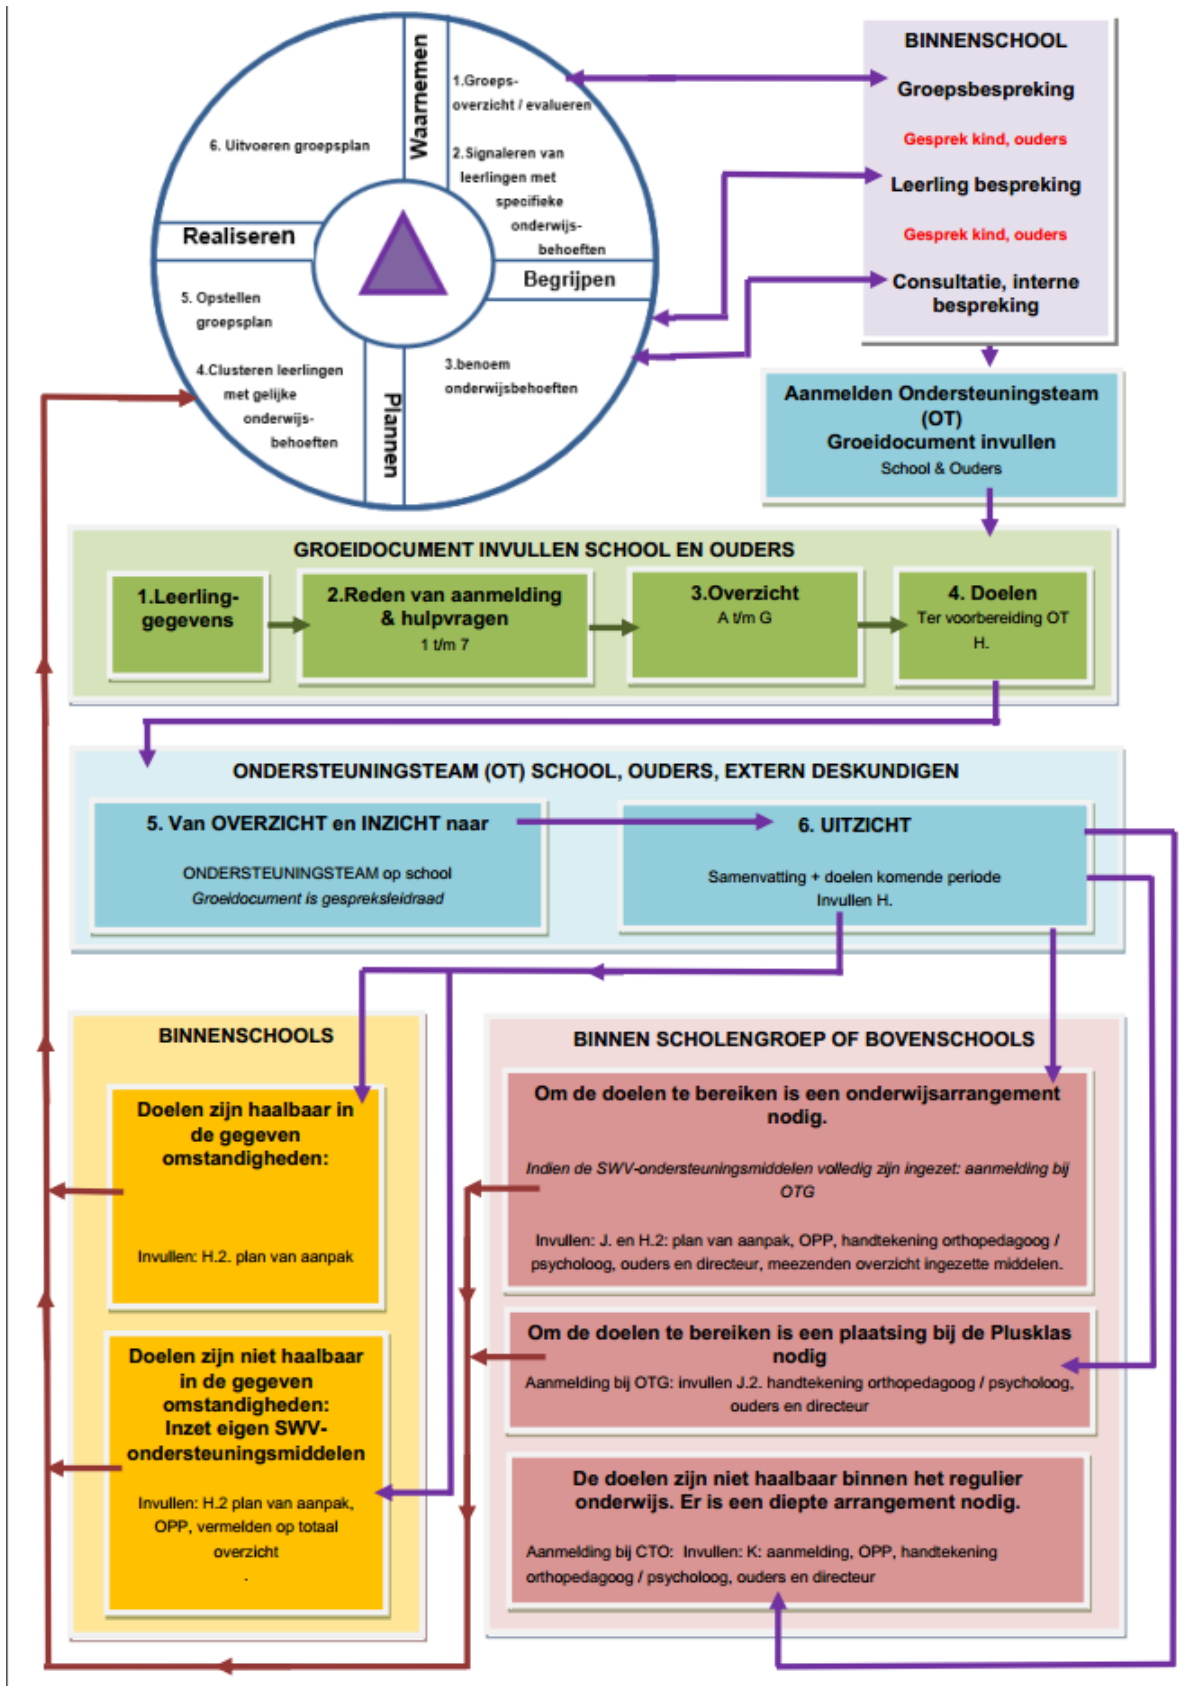 Waarnemen
1.Groeps-
overzicht / evalueren
2.Signaleren van
leerlingen met
specifieke
onderwijs-
behoeften
Begrijpen
3.benoem
onderwijsbehoeften
Plannen
4.Clusteren leerlingen
met gelijke
onderwijs-
behoeften
5. Opstellen
groepsplan
Realiseren
6. Uitvoeren groepsplan
BINNENSCHOOL
Groepsbespreking
Gesprek kind, ouders
Leerling bespreking
Gesprek kind, ouders
Consultatie, interne
bespreking
Aanmelden Ondersteuningsteam
(OT)
Groeidocument invullen
School & Ouders
GROEIDOCUMENT INVULLEN SCHOOL EN OUDERS
1.Leerling-
gegevens
2.Reden van aanmelding
& hulpvragen
1 t/m 7
3.Overzicht
A t/m G
4. Doelen
Ter voorbereiding OT
H.
ONDERSTEUNINGSTEAM (OT) SCHOOL, OUDERS, EXTERN DESKUNDIGEN
5. Van OVERZICHT en INZICHT naar
ONDERSTEUNINGSTEAM op school
Groeidocument is gespreksleidraad
6. UITZICHT
Samenvatting + doelen komende periode
Invullen H.
BINNENSCHOOLS
Doelen zijn haalbaar in
de gegeven
omstandigheden:
Invullen: H.2. plan van aanpak
Doelen zijn niet haalbaar
in de gegeven
omstandigheden:
Inzet eigen SWV-
ondersteuningsmiddelen
Invullen: H.2 plan van aanpak,
OPP, vermelden op totaal
overzicht
.
BINNEN SCHOLENGROEP OF BOVENSCHOOLS
Om de doelen te bereiken is een onderwijsarrangement
nodig.
Indien de SWV-ondersteuningsmiddelen volledig zijn ingezet: aanmelding bij
OTG
Invullen: J. en H.2: plan van aanpak, OPP, handtekening orthopedagoog /
psycholoog, ouders en directeur, meezenden overzicht ingezette middelen.
Om de doelen te bereiken is een plaatsing bij de Plusklas
nodig
Aanmelding bij OTG: invullen J.2. handtekening orthopedagoog / psycholoog,
ouders en directeur
De doelen zijn niet haalbaar binnen het regulier
onderwijs. Er is een diepte arrangement nodig.
Aanmelding bij CTO: Invullen: K: aanmelding, OPP, handtekening
orthopedagoog / psycholoog, ouders en directeur